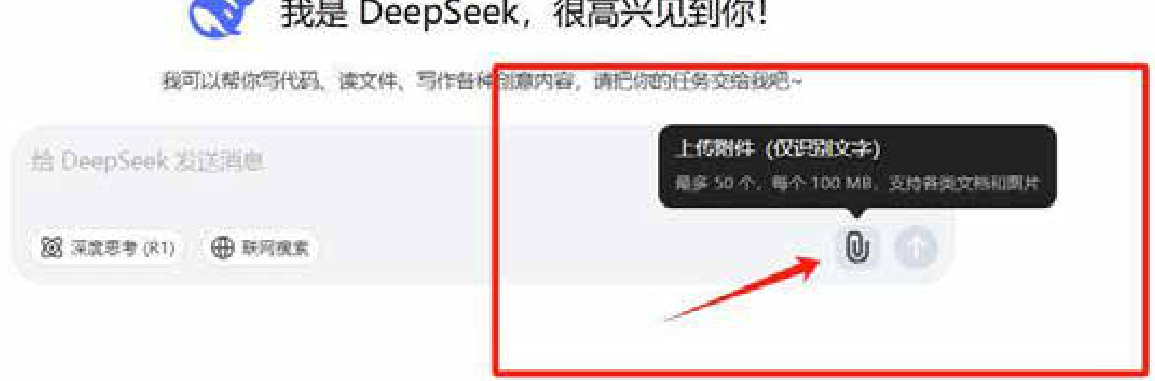 我是 DeepSeek，很高兴见到你！
我可以帮你写代码、读文件、写作各种创意内容，请把你的任务交给我吧~
给 DeepSeek 发送消息
上传附件（仅识别文字）
最多 50 个，每个 100 MB，支持各类文档和图片
深度思考 (R1)
联网搜索